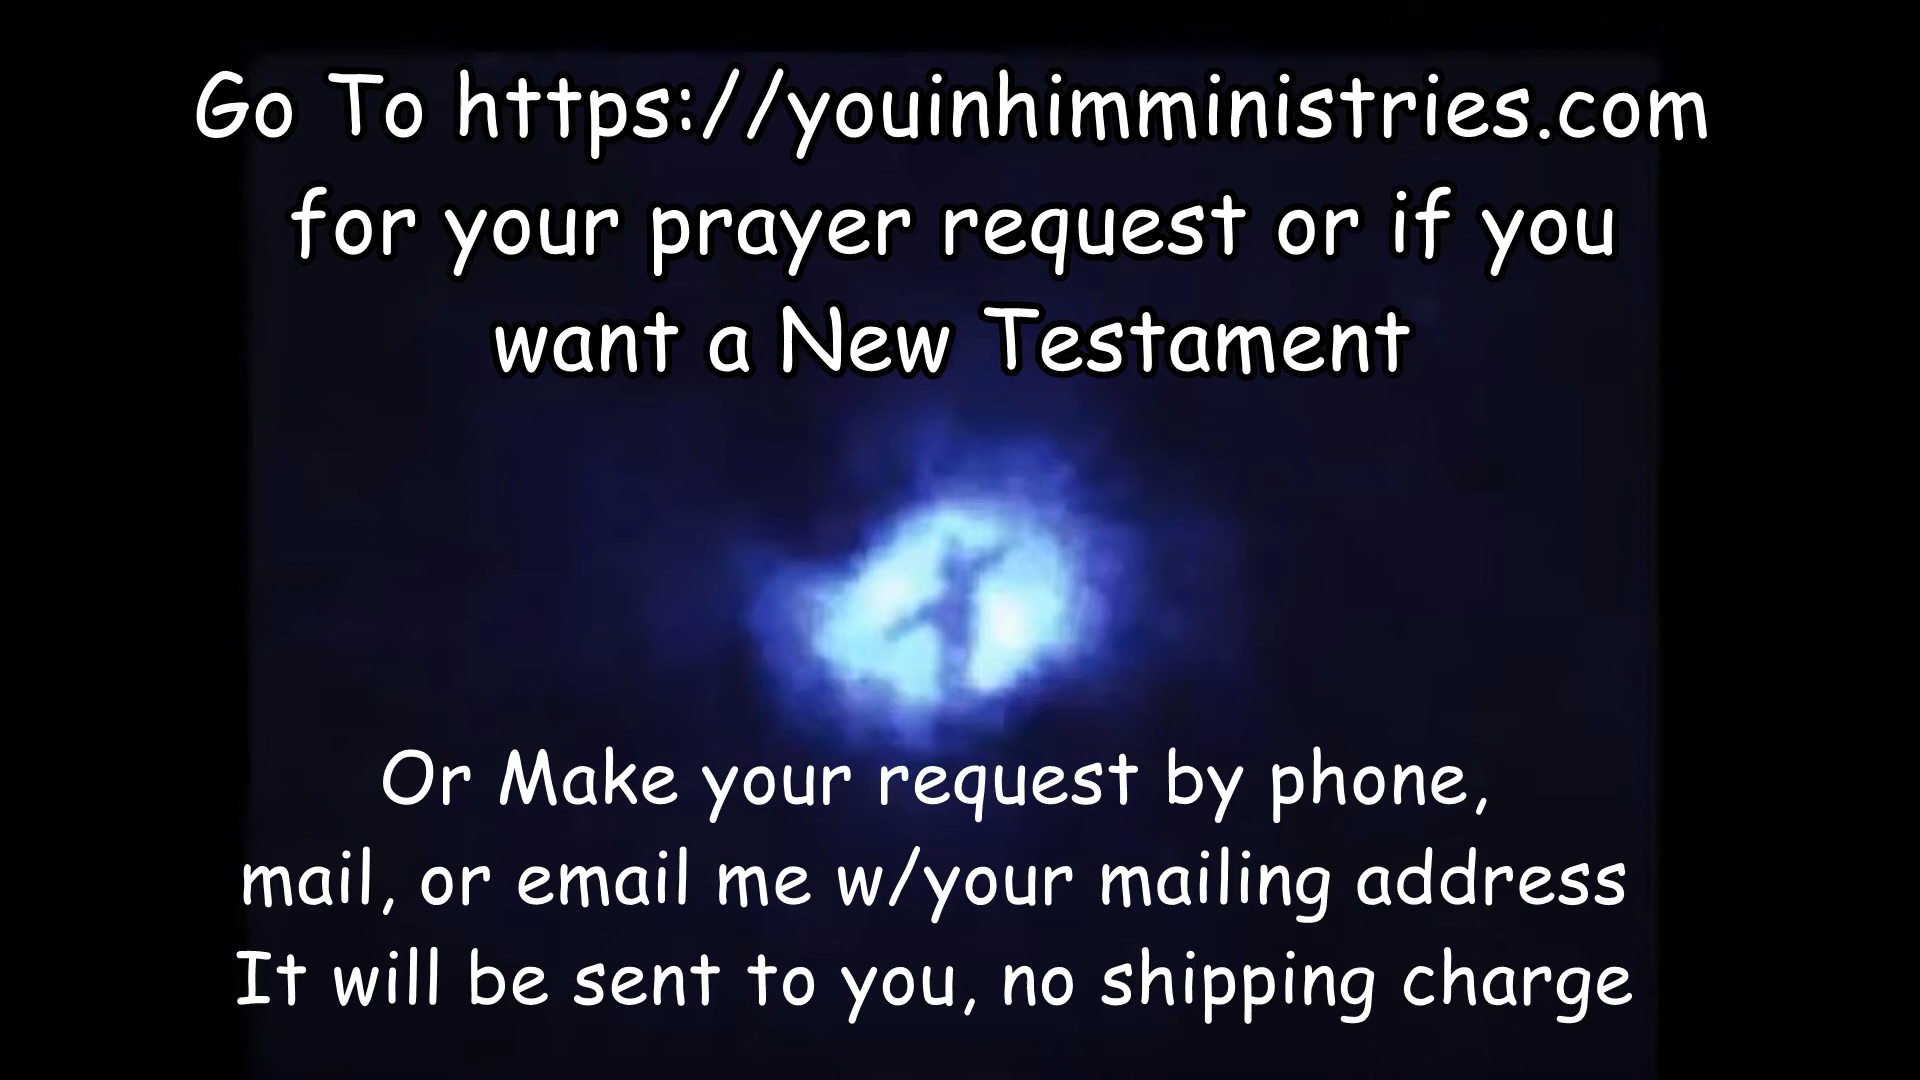 Go To https://youinhimministries.com
for your prayer request or if you
want a New Testament
Or Make your request by phone,
mail, or email me w/your mailing address
It will be sent to you, no shipping charge